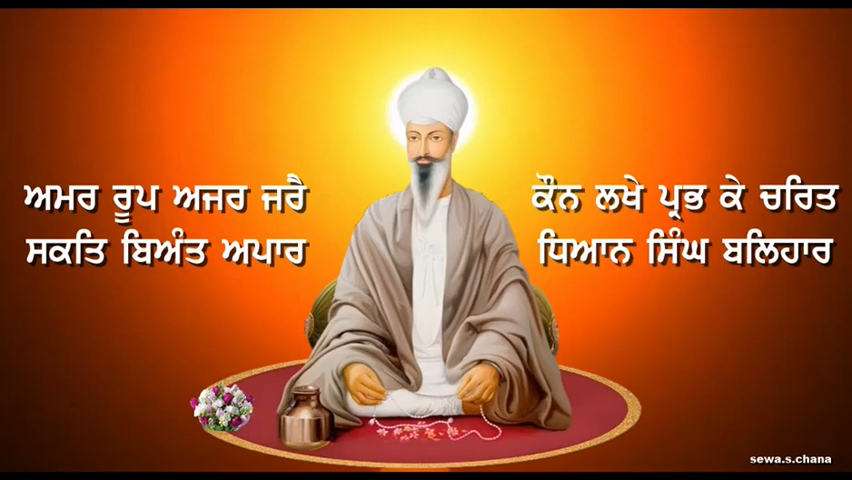 ਅਮਰ ਰੂਪ ਅਜਰ ਜਰੈ
ਸਕਤਿ ਬਿਅੰਤ ਅਪਾਰ
ਕੌਨ ਲਖੇ ਪ੍ਰਭ ਕੇ ਚਰਿਤ
ਧਿਆਨ ਸਿੰਘ ਬਲਿਹਾਰ
sewa.s.chana